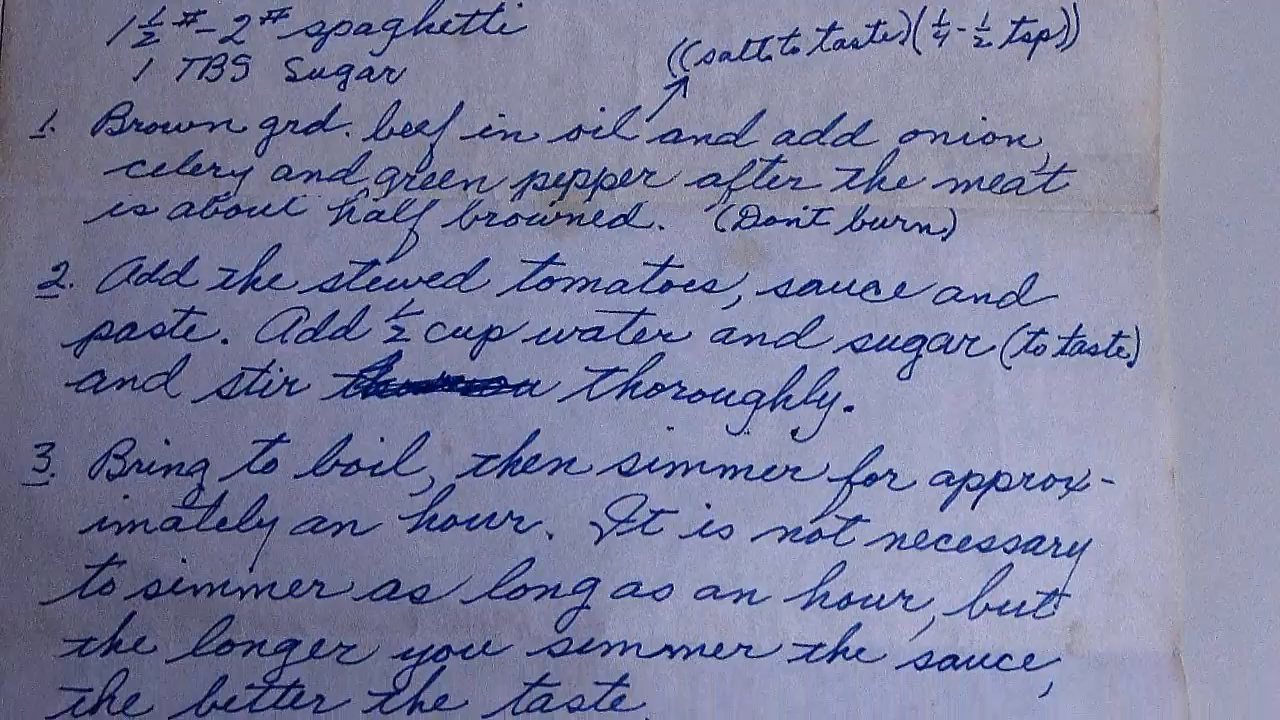 1 1/2 # - 2 # spaghetti
1 TBS Sugar
((salt to taste)(1/4 - 1/2 tsp))
1. Brown grd. beef in oil and add onion,
celery and green pepper after the meat
is about half browned. (Don't burn)
2. Add the stewed tomatoes, sauce and
paste. Add 1/2 cup water and sugar (to taste)
and stir thoroughly.
3. Bring to boil, then simmer for approx-
imately an hour. It is not necessary
to simmer as long as an hour, but
the longer you simmer the sauce,
the better the taste.